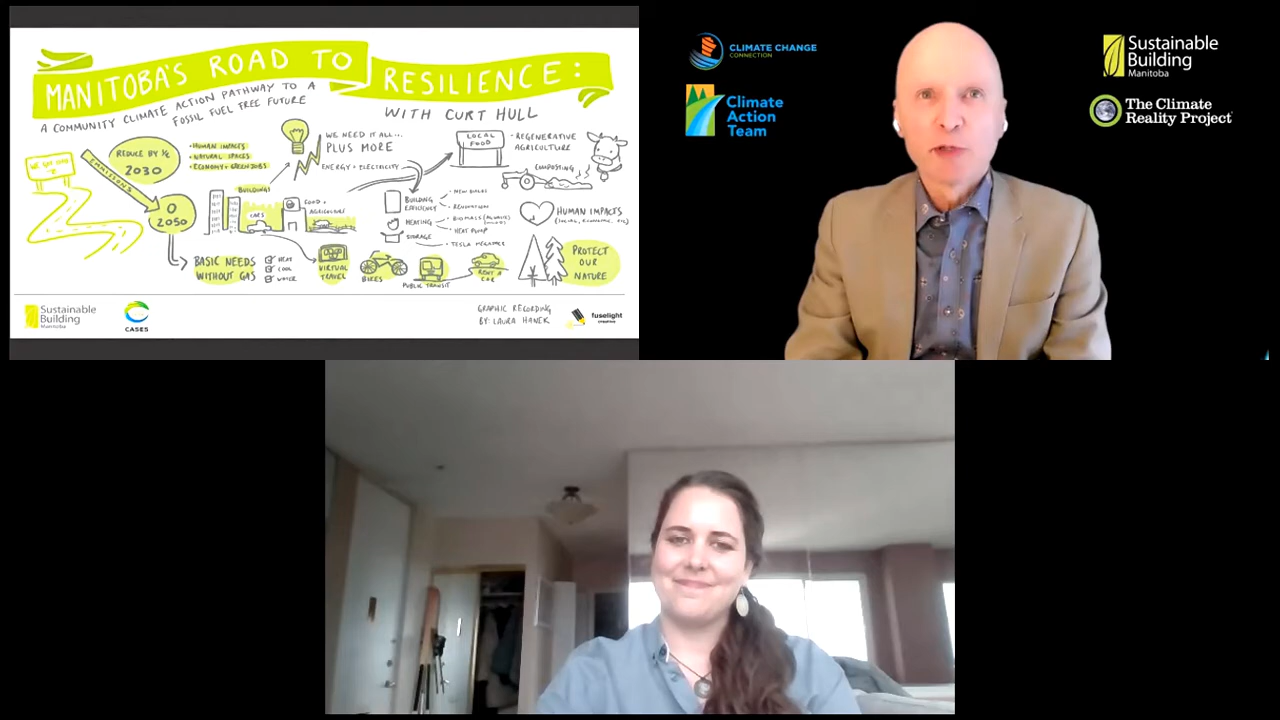 MANITOBA'S ROAD TO RESILIENCE:
A COMMUNITY CLIMATE ACTION PATHWAY TO A
FOSSIL FUEL FREE FUTURE
WITH CURT HULL
EMISSIONS
REDUCE BY ½
2030
0
2050
• HUMAN IMPACTS
• NATURAL SPACES
• ECONOMY + GREEN JOBS
WE NEED IT ALL...
PLUS MORE
ENERGY + ELECTRICITY
BUILDINGS
CARS
FOOD +
AGRICULTURE
BASIC NEEDS
WITHOUT GAS
HEAT
COOL
WATER
VIRTUAL
TRAVEL
BIKES
PUBLIC TRANSIT
RENT A
CAR
LOCAL
FOOD
• REGENERATIVE
AGRICULTURE
COMPOSTING
BUILDING
EFFICIENCY
• NEW BUILDS
• RENOVATIONS
HEATING
• BIOMASS
• HEAT PUMP
STORAGE
• TESLA MEGAPACK
HUMAN IMPACTS
(SOCIAL, ECONOMIC, ETC)
PROTECT
OUR
NATURE
Sustainable
Building
Manitoba
CASES
GRAPHIC RECORDING
BY: LAURA HANEK
fuselight
creative
CLIMATE CHANGE
CONNECTION
Climate
Action
Team
Sustainable
Building
Manitoba
The Climate
Reality Project